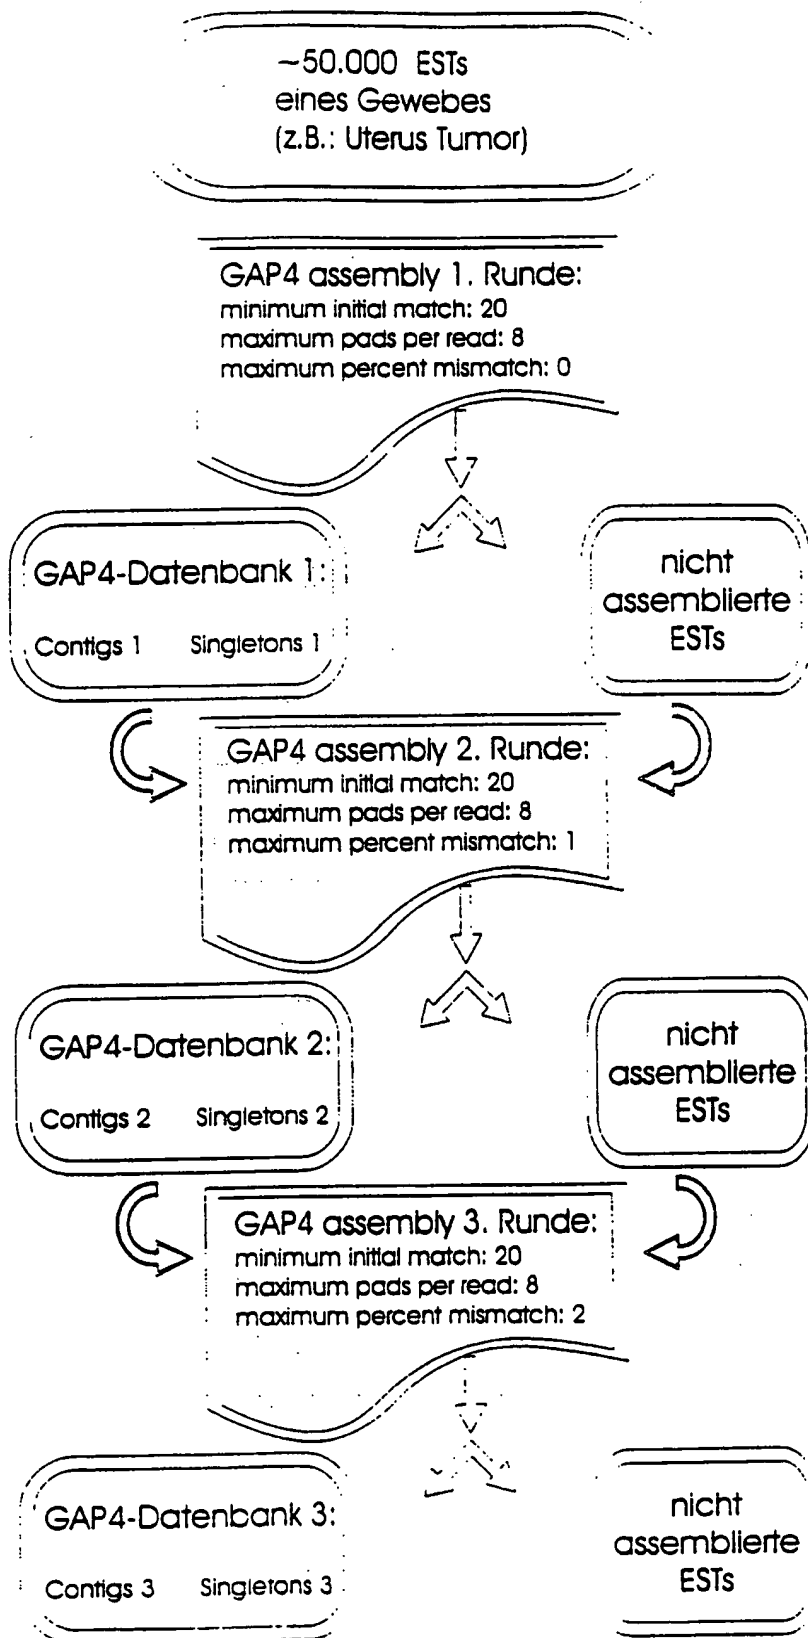 ~50.000 ESTs
eines Gewebes
(z.B.: Uterus Tumor)
GAP4 assembly 1. Runde:
minimum initial match: 20
maximum pads per read: 8
maximum percent mismatch: 0
GAP4-Datenbank 1:
Contigs 1 Singletons 1
nicht
assemblierte
ESTs
GAP4 assembly 2. Runde:
minimum initial match: 20
maximum pads per read: 8
maximum percent mismatch: 1
GAP4-Datenbank 2:
Contigs 2 Singletons 2
nicht
assemblierte
ESTs
GAP4 assembly 3. Runde:
minimum initial match: 20
maximum pads per read: 8
maximum percent mismatch: 2
GAP4-Datenbank 3:
Contigs 3 Singletons 3
nicht
assemblierte
ESTs